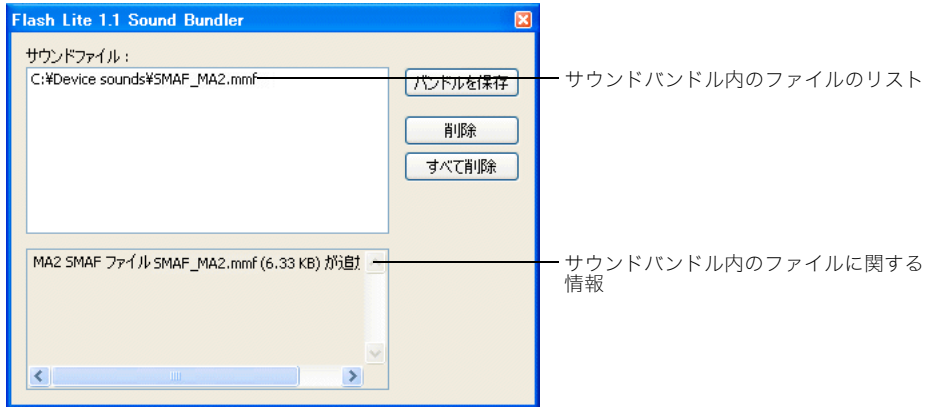 Flash Lite 1.1 Sound Bundler
サウンドファイル：
C:¥Device sounds¥SMAF_MA2.mmf
バンドルを保存
サウンドバンドル内のファイルのリスト
削除
すべて削除
MA2 SMAF ファイル SMAF_MA2.mmf (6.33 KB) が追
サウンドバンドル内のファイルに関する
情報